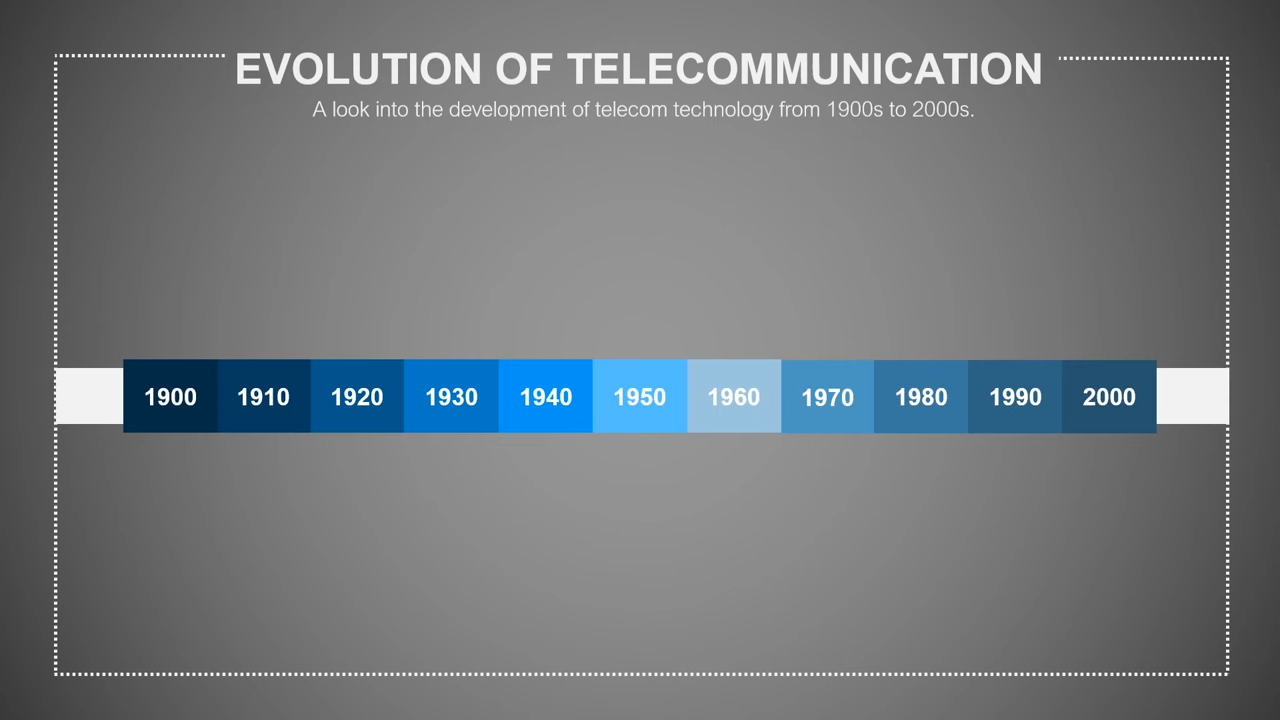 EVOLUTION OF TELECOMMUNICATION
A look into the development of telecom technology from 1900s to 2000s.
1900 1910 1920 1930 1940 1950 1960 1970 1980 1990 2000